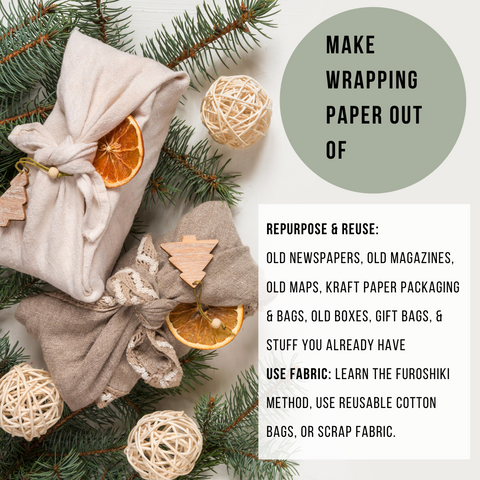 MAKE
WRAPPING
PAPER OUT
OF
REPURPOSE & REUSE:
OLD NEWSPAPERS, OLD MAGAZINES,
OLD MAPS, KRAFT PAPER PACKAGING
& BAGS, OLD BOXES, GIFT BAGS, &
STUFF YOU ALREADY HAVE
USE FABRIC: LEARN THE FUROSHIKI
METHOD, USE REUSABLE COTTON
BAGS, OR SCRAP FABRIC.